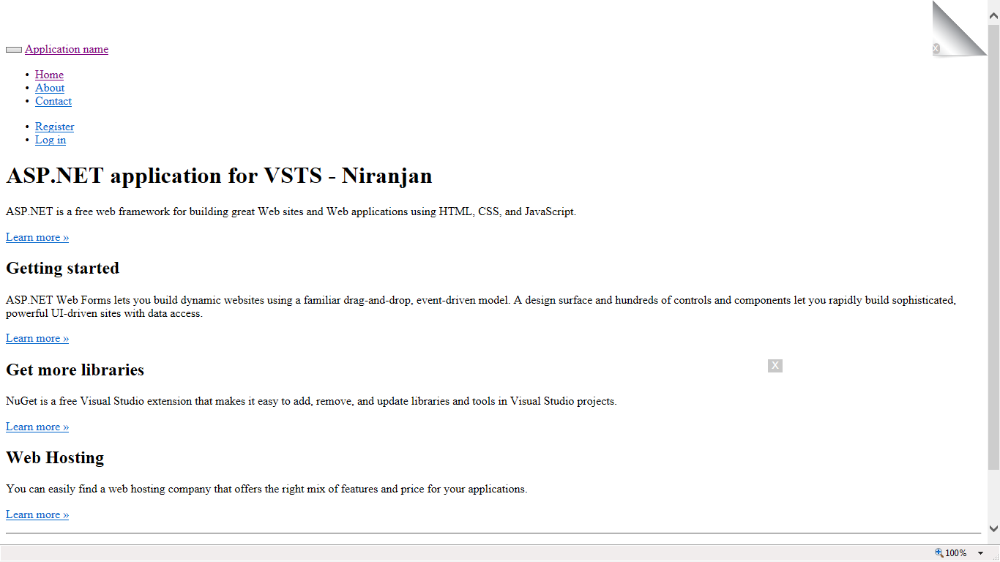 Application name
Home
About
Contact
Register
Log in
ASP.NET application for VSTS - Niranjan
ASP.NET is a free web framework for building great Web sites and Web applications using HTML, CSS, and JavaScript.
Learn more »
Getting started
ASP.NET Web Forms lets you build dynamic websites using a familiar drag-and-drop, event-driven model. A design surface and hundreds of controls and components let you rapidly build sophisticated,
powerful UI-driven sites with data access.
Learn more »
Get more libraries
X
NuGet is a free Visual Studio extension that makes it easy to add, remove, and update libraries and tools in Visual Studio projects.
Learn more »
Web Hosting
You can easily find a web hosting company that offers the right mix of features and price for your applications.
Learn more »
X
100%